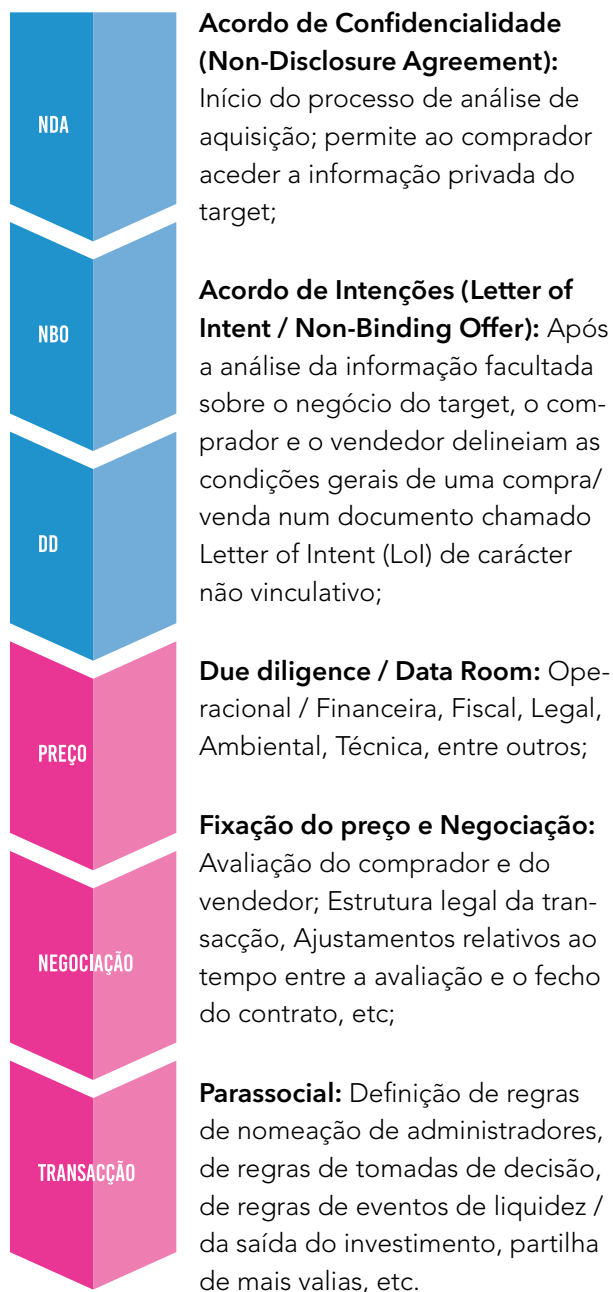 NDA
Acordo de Confidencialidade
(Non-Disclosure Agreement):
Início do processo de análise de
aquisição; permite ao comprador
aceder a informação privada do
target;
NBO
Acordo de Intenções (Letter of
Intent / Non-Binding Offer): Após
a análise da informação facultada
sobre o negócio do target, o com-
prador e o vendedor delineiam as
condições gerais de uma compra/
venda num documento chamado
Letter of Intent (LoI) de carácter
não vinculativo;
DD
Due diligence / Data Room: Ope-
racional / Financeira, Fiscal, Legal,
Ambiental, Técnica, entre outros;
PREÇO
Fixação do preço e Negociação:
Avaliação do comprador e do
vendedor; Estrutura legal da tran-
sacção, Ajustamentos relativos ao
tempo entre a avaliação e o fecho
do contrato, etc;
NEGOCIAÇÃO
Parassocial: Definição de regras
de nomeação de administradores,
de regras de tomadas de decisão,
de regras de eventos de liquidez /
da saída do investimento, partilha
de mais valias, etc.
TRANSACÇÃO